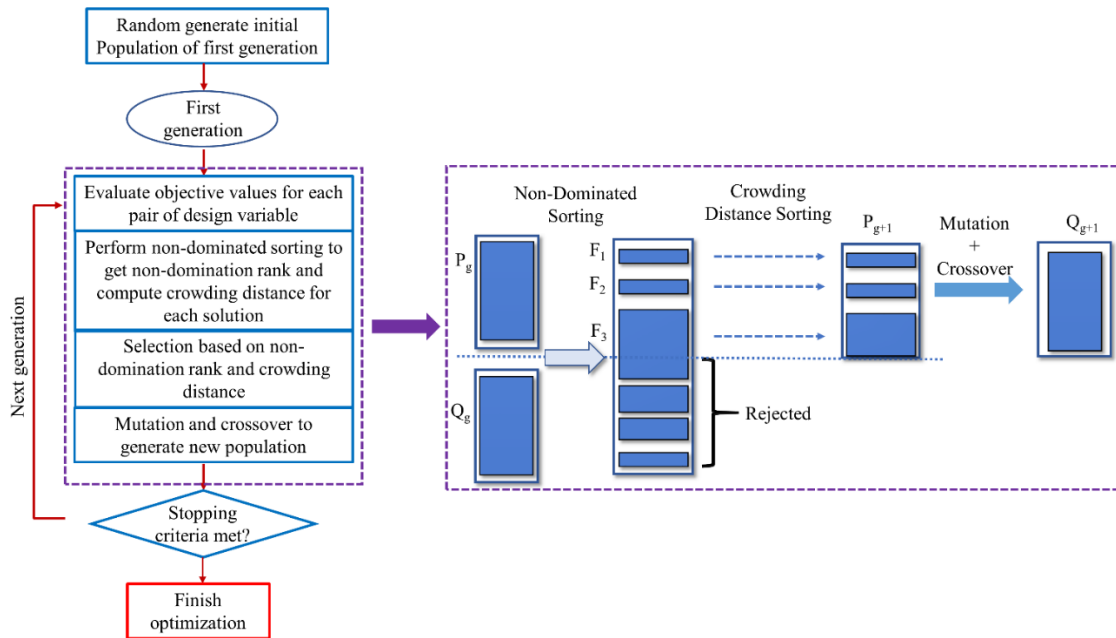 Random generate initial
Population of first generation
First
generation
Evaluate objective values for each
pair of design variable
Perform non-dominated sorting to
get non-domination rank and
compute crowding distance for
each solution
Selection based on non-
domination rank and crowding
distance
Mutation and crossover to
generate new population
Next generation
Stopping
criteria met?
Finish
optimization
Non-Dominated
Sorting
Crowding
Distance Sorting
Pg
Qg
F1
F2
F3
Rejected
Pg+1
Mutation
+
Crossover
Qg+1